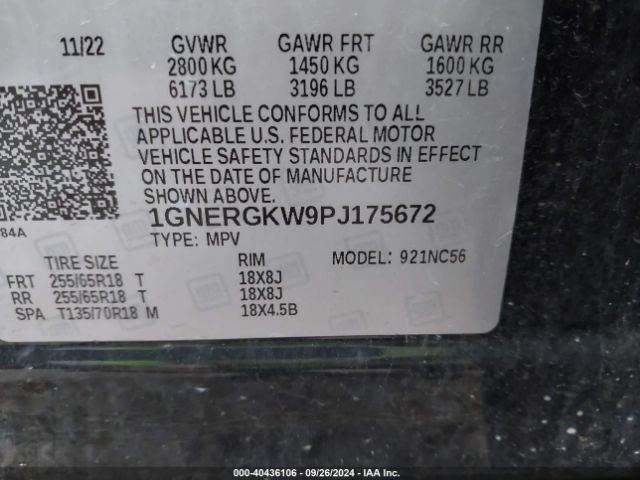 11/22 GVWR GAWR FRT GAWR RR
2800 KG 1450 KG 1600 KG
6173 LB 3196 LB 3527 LB
THIS VEHICLE CONFORMS TO ALL
APPLICABLE U.S. FEDERAL MOTOR
VEHICLE SAFETY STANDARDS IN EFFECT
ON THE DATE OF MANUFACTURE
SHOWN ABOVE.
84A 1GNERGKW9PJ175672
TYPE: MPV
TIRE SIZE RIM MODEL: 921NC56
FRT 255/65R18 T 18X8J
RR 255/65R18 T 18X8J
SPA T135/70R18 M 18X4.5B
000-40436106 - 09/26/2024 - IAA Inc.